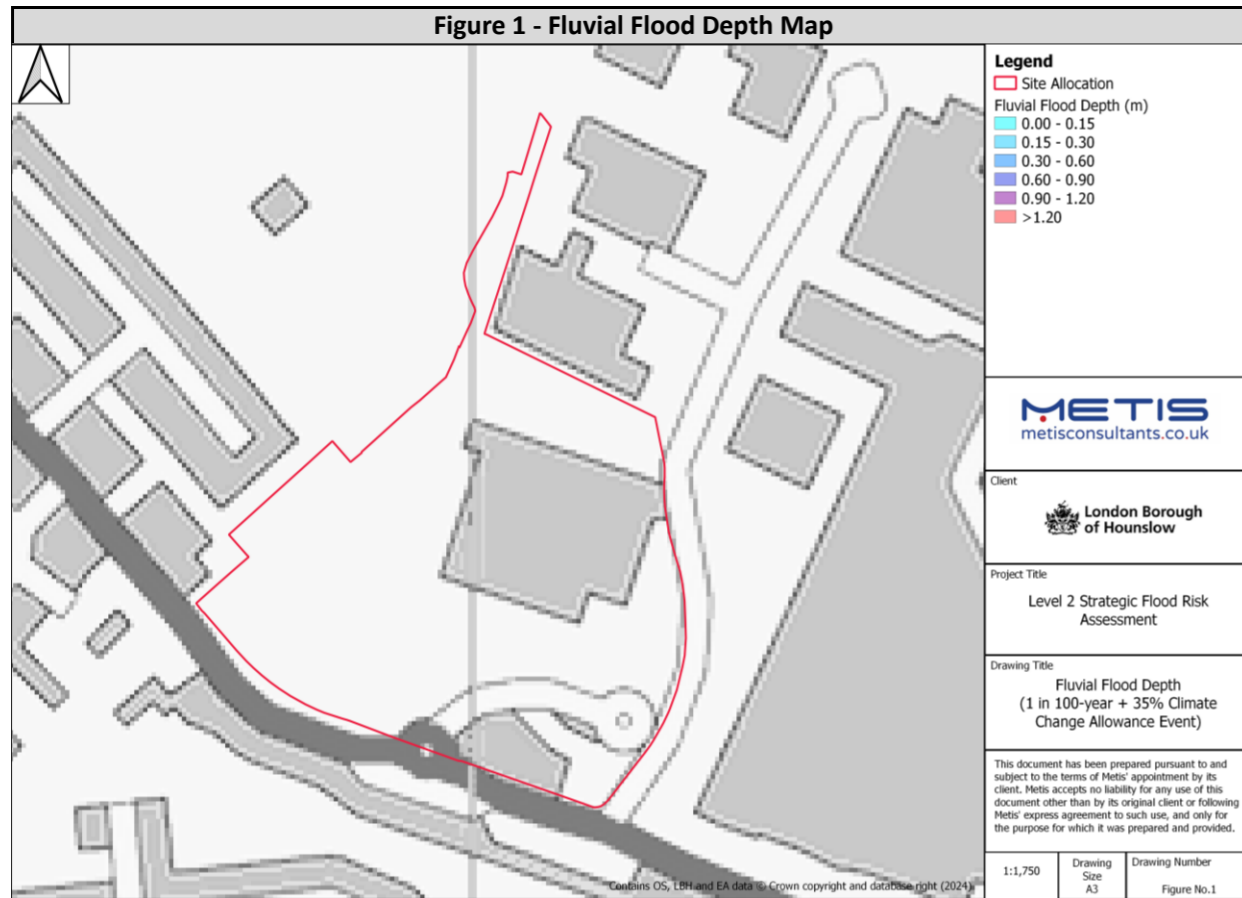 Figure 1 - Fluvial Flood Depth Map
Legend
Site Allocation
Fluvial Flood Depth (m)
0.00 - 0.15
0.15 - 0.30
0.30 - 0.60
0.60 - 0.90
0.90 - 1.20
>1.20
METIS
metisconsultants.co.uk
Client
London Borough
of Hounslow
Project Title
Level 2 Strategic Flood Risk
Assessment
Drawing Title
Fluvial Flood Depth
(1 in 100-year + 35% Climate
Change Allowance Event)
This document has been prepared pursuant to and
subject to the terms of Metis' appointment by its
client. Metis accepts no liability for any use of this
document other than by its original client or following
Metis' express agreement to such use, and only for
the purpose for which it was prepared and provided.
1:1,750
Drawing
Size
A3
Drawing Number
Figure No.1
Contains OS, LBH and EA data © Crown copyright and database right (2024)